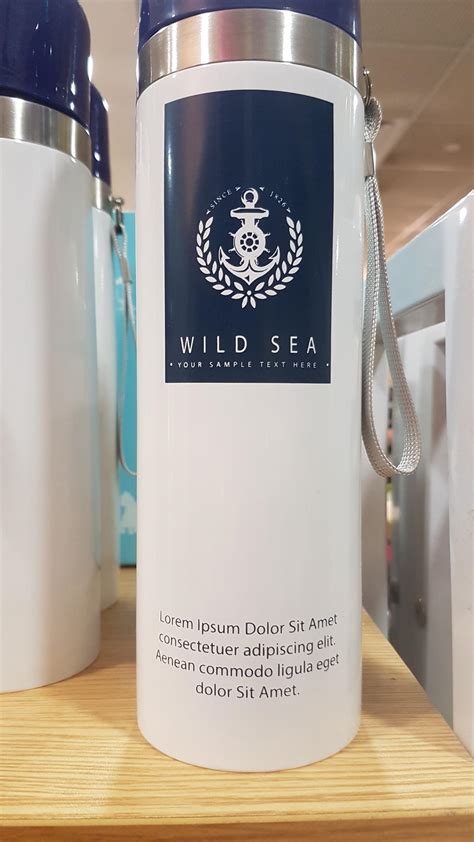 SINCE 1826
WILD SEA
• YOUR SAMPLE TEXT HERE •
Lorem Ipsum Dolor Sit Amet
consectetuer adipiscing elit.
Aenean commodo ligula eget
dolor Sit Amet.